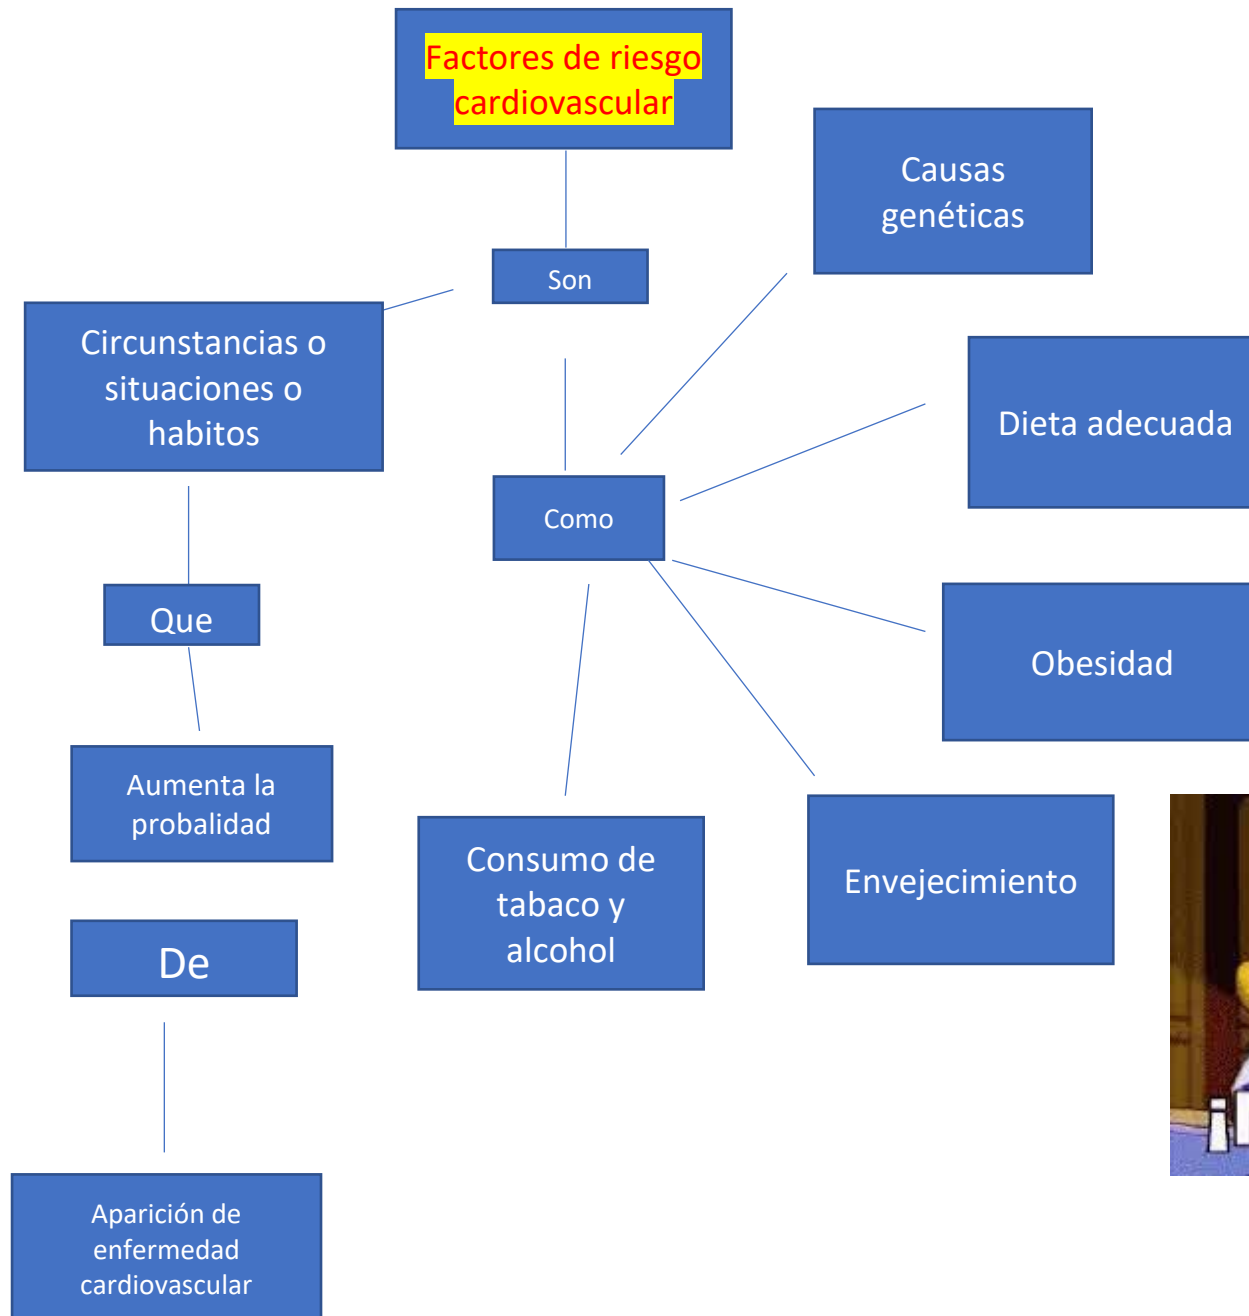 Factores de riesgo
cardiovascular
Causas
genéticas
Son
Circunstancias o
situaciones o
habitos
Dieta adecuada
Como
Que
Obesidad
Aumenta la
probalidad
Consumo de
tabaco y
alcohol
Envejecimiento
De
Aparición de
enfermedad
cardiovascular